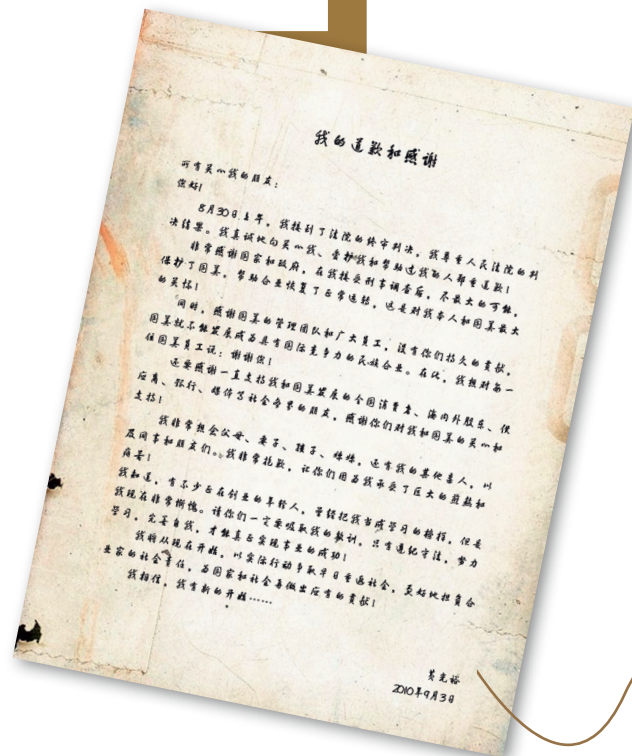 我的道歉和感谢
所有关心我的朋友：
你好！
8月30日上午，我接到了法院的终审判决，我尊重人民法院的判
决结果。我真诚地向关心我、爱护我和帮助过我的人郑重道歉！
非常感谢国家和政府，在我接受刑事调查后，尽最大的可能，
保护了国美，帮助企业恢复了正常运转，这是对我本人和国美最大
的关怀！
同时，感谢国美的管理团队和广大员工，没有你们持久的贡献，
国美就不能发展成为具有国际竞争力的民族企业。在此，我想对每一
位国美员工说：谢谢你！
还要感谢一直支持我和国美发展的全国消费者、海内外股东、供
应商、银行、媒体等社会各界的朋友，感谢你们对我和国美的关心和
支持！
我非常想念父母、妻子、孩子、妹妹，还有我的其他亲人，以
及同事和朋友们。我非常抱歉，让你们因为我承受了巨大的煎熬和
痛苦！
我知道，有不少正在创业的年轻人，曾经把我当成学习的榜样，但是
我现在非常惭愧。请你们一定要吸取我的教训，只有遵纪守法，努力
学习，完善自我，才能真正实现事业的成功！
我将从现在开始，以实际行动争取早日重返社会，更好地担负企
业家的社会责任，为国家和社会再做出应有的贡献！
我相信，我有新的开始……
黄光裕
2010年9月3日